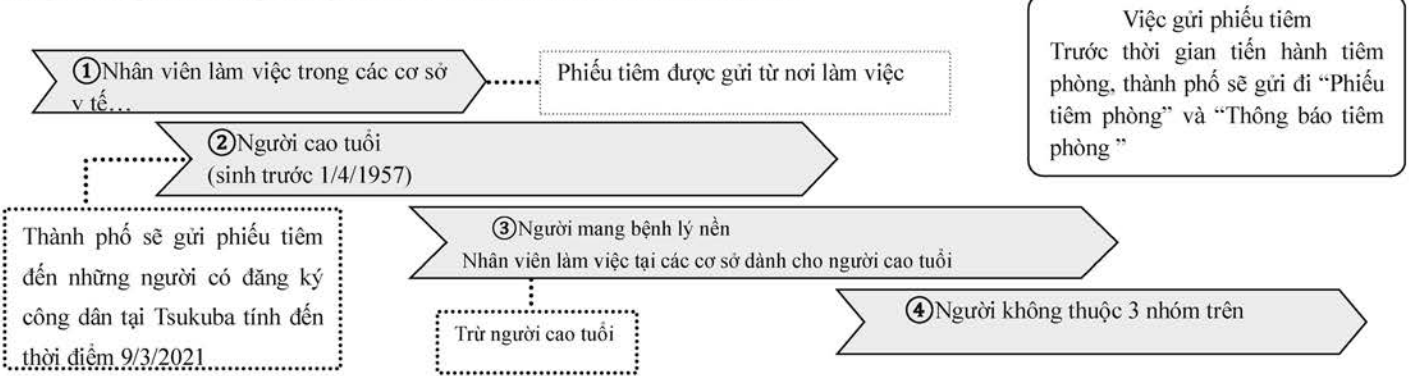 ①Nhân viên làm việc trong các cơ sở
y tế…
Phiếu tiêm được gửi từ nơi làm việc
Việc gửi phiếu tiêm
Trước thời gian tiến hành tiêm
phòng, thành phố sẽ gửi đi “Phiếu
tiêm phòng” và “Thông báo tiêm
phòng ”
②Người cao tuổi
(sinh trước 1/4/1957)
Thành phố sẽ gửi phiếu tiêm
đến những người có đăng ký
công dân tại Tsukuba tính đến
thời điểm 9/3/2021
③Người mang bệnh lý nền
Nhân viên làm việc tại các cơ sở dành cho người cao tuổi
Trừ người cao tuổi
④Người không thuộc 3 nhóm trên